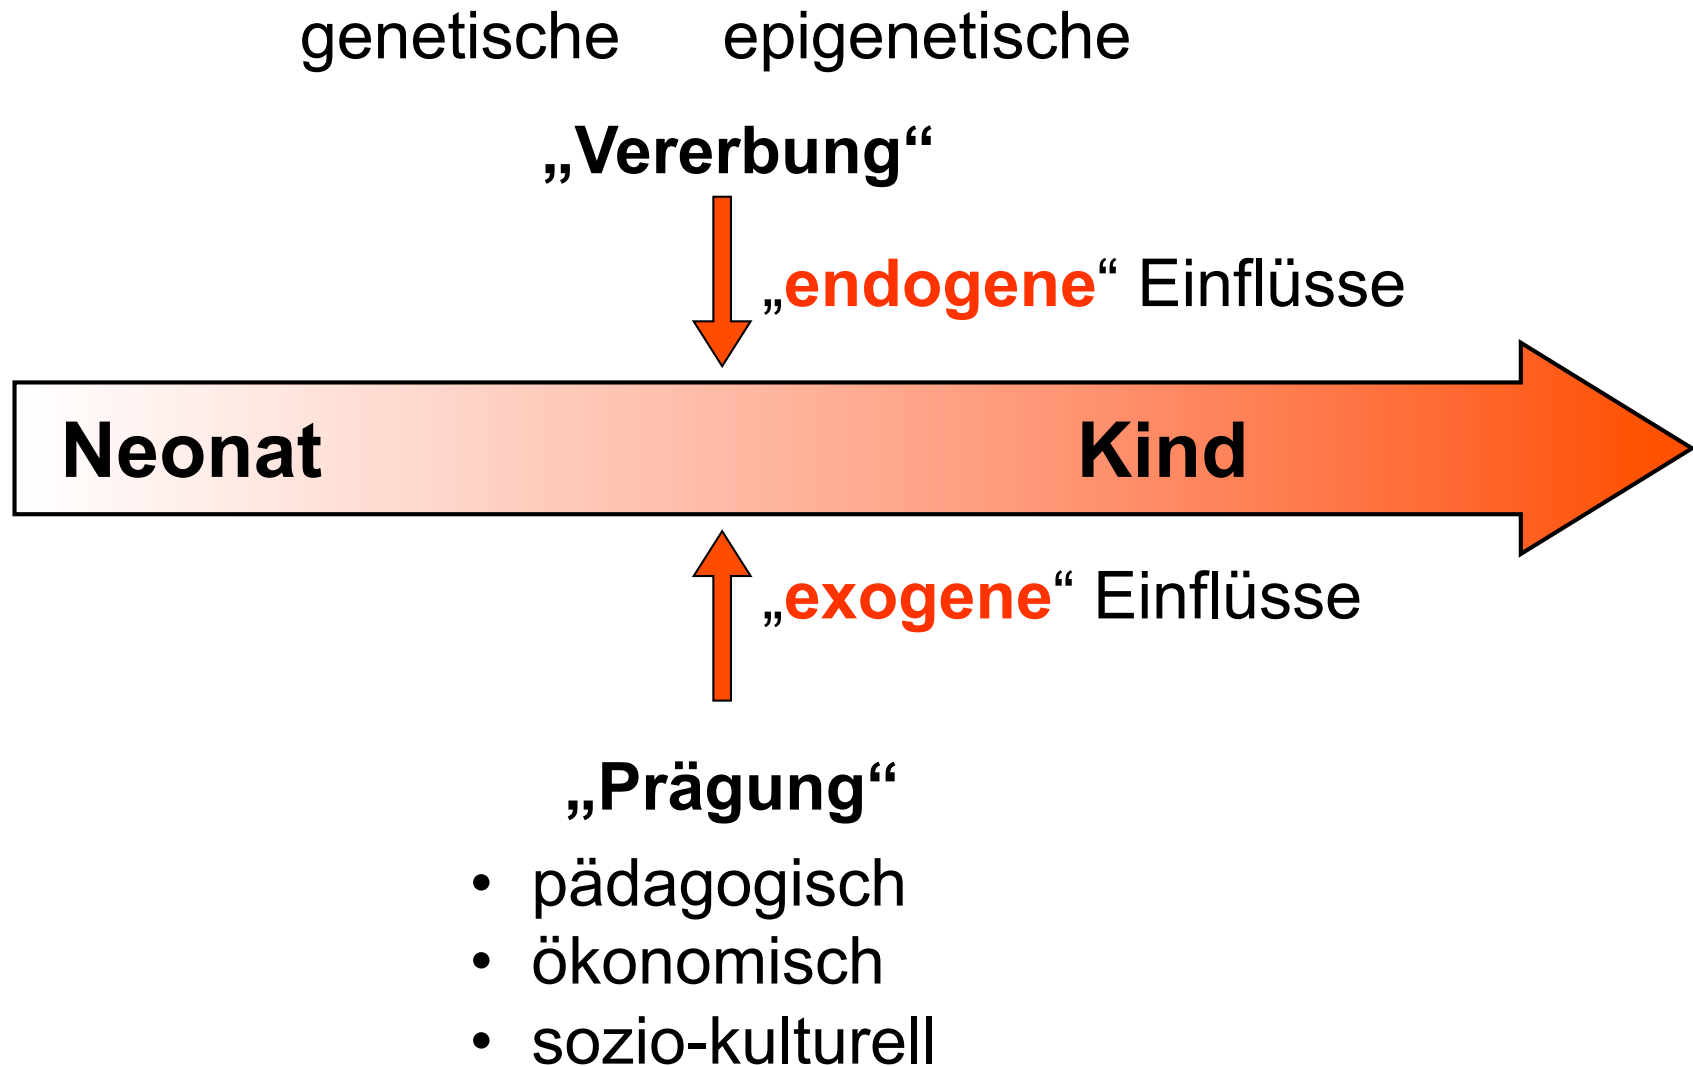 genetische epigenetische
„Vererbung“
„endogene“ Einflüsse
Neonat Kind
„exogene“ Einflüsse
„Prägung“
• pädagogisch
• ökonomisch
• sozio-kulturell